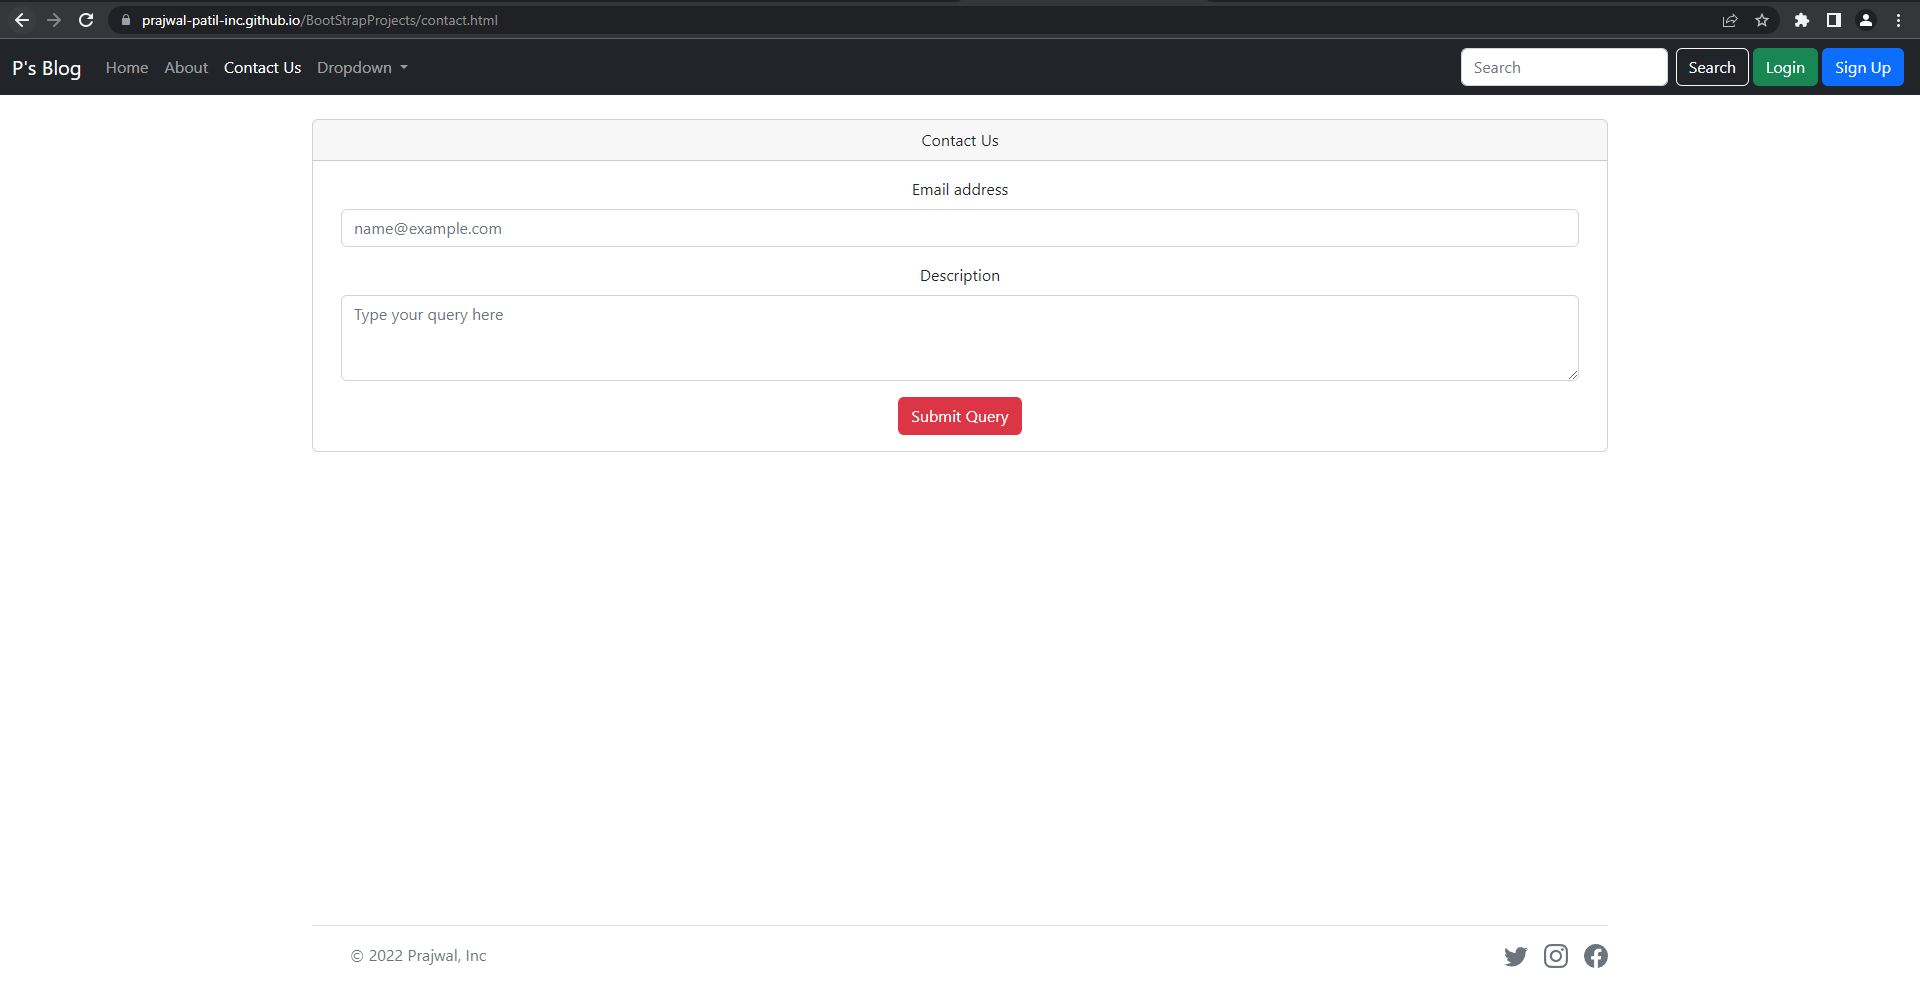 prajwal-patil-inc.github.io/BootStrapProjects/contact.html
P's Blog Home About Contact Us Dropdown Search Search Login Sign Up
Contact Us
Email address
name@example.com
Description
Type your query here
Submit Query
© 2022 Prajwal, Inc